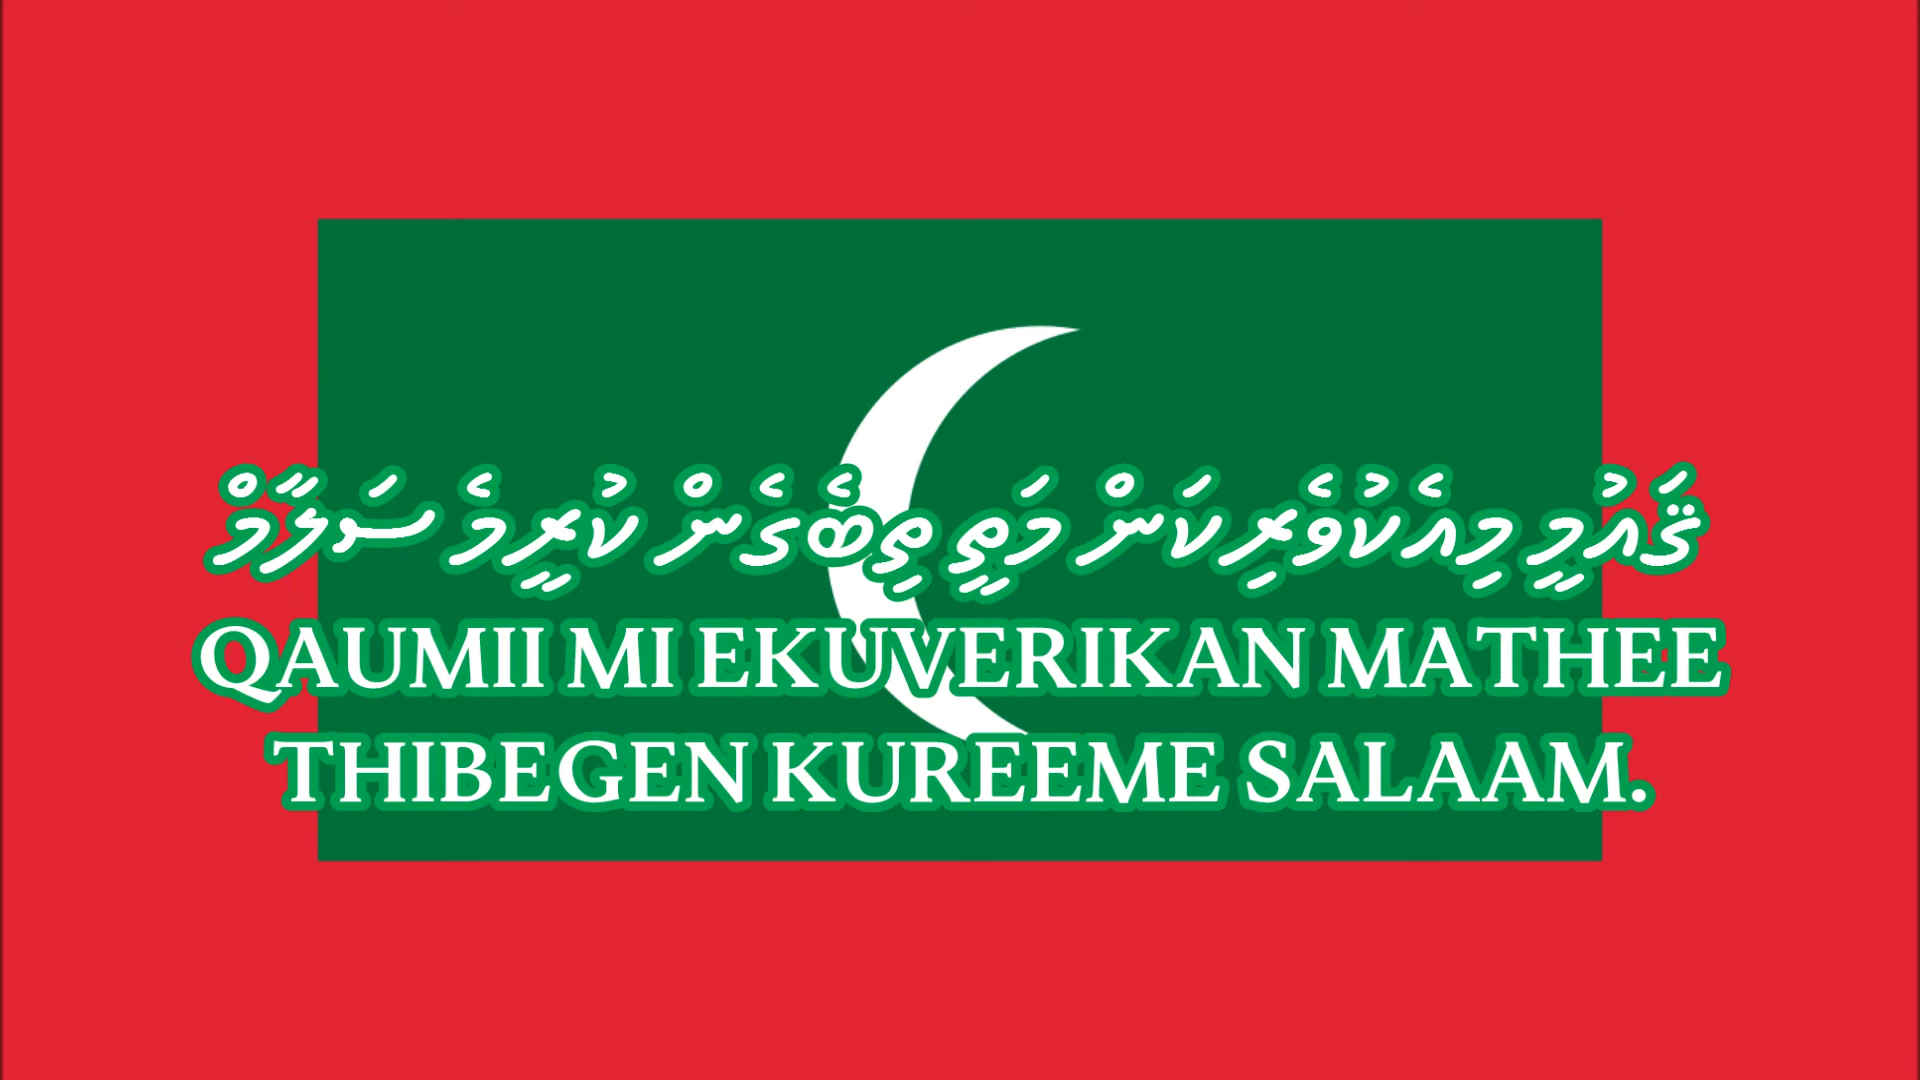 ޤައުމީ މިއެކުވެރިކަން މަތީ ތިބެގެން ކުރީމެ ސަލާމް
QAUMII MI EKUVERIKAN MATHEE
THIBEGEN KUREEME SALAAM.